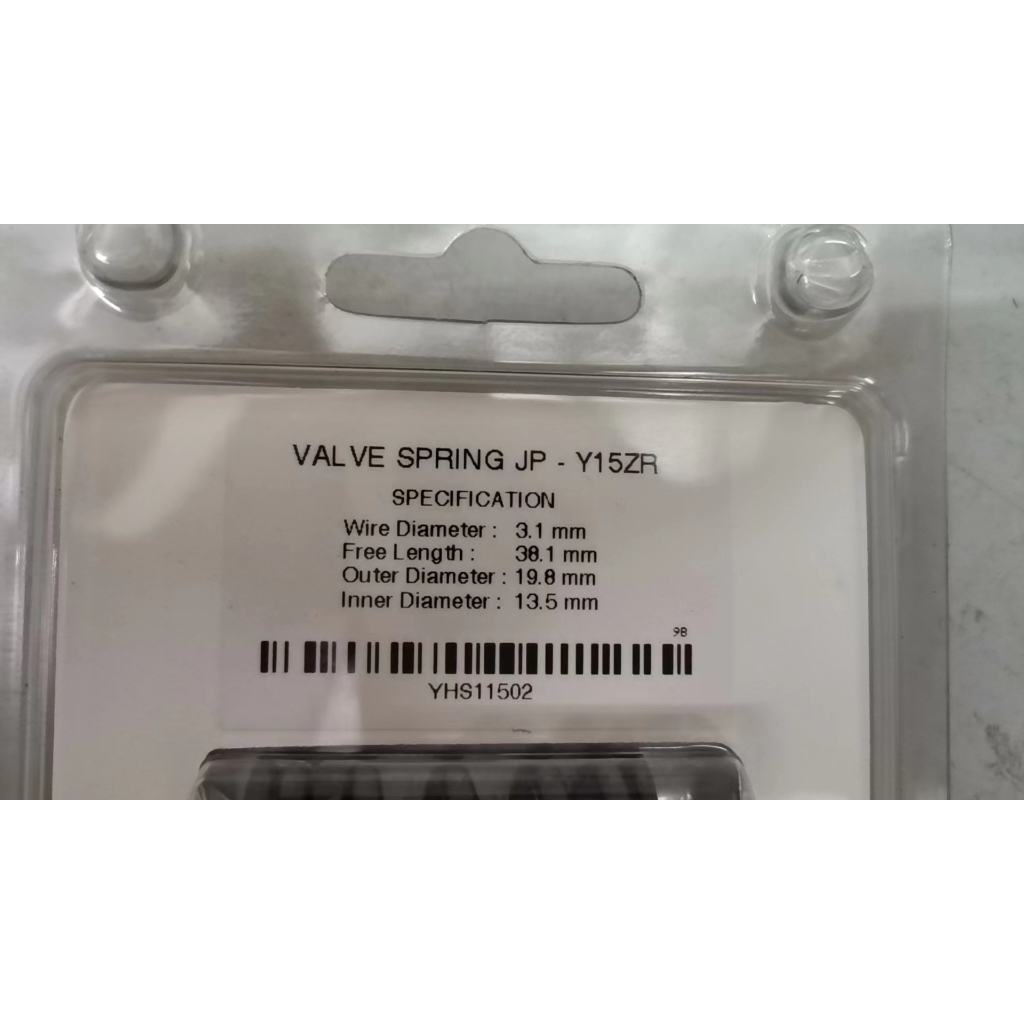 VALVE SPRING JP - Y15ZR
SPECIFICATION
Wire Diameter : 3.1 mm
Free Length : 38.1 mm
Outer Diameter : 19.8 mm
Inner Diameter : 13.5 mm
9B
YHS11502